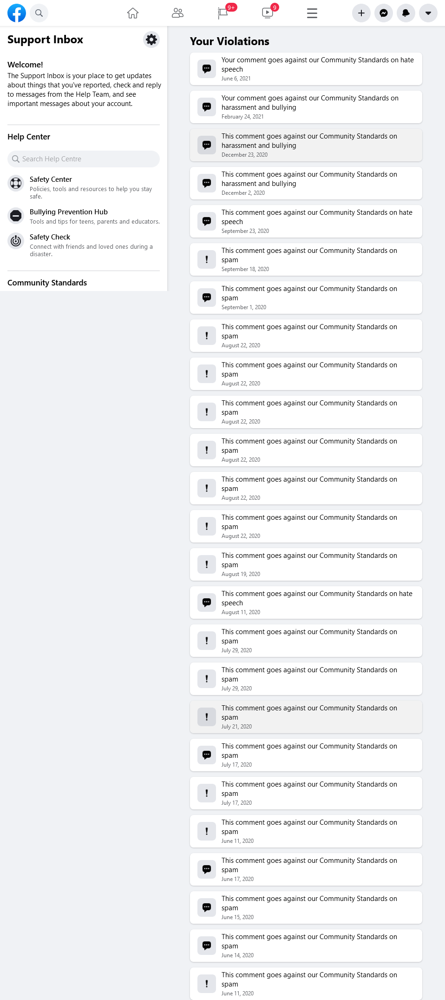 9+
9
Support Inbox
Welcome!
The Support Inbox is your place to get updates
about things that you've reported, check and reply
to messages from the Help Team, and see
important messages about your account.
Help Center
Search Help Centre
Safety Center
Policies, tools and resources to help you stay
safe.
Bullying Prevention Hub
Tools and tips for teens, parents and educators.
Safety Check
Connect with friends and loved ones during a
disaster.
Community Standards
Your Violations
Your comment goes against our Community Standards on hate
speech
June 6, 2021
Your comment goes against our Community Standards on
harassment and bullying
February 24, 2021
This comment goes against our Community Standards on
harassment and bullying
December 23, 2020
This comment goes against our Community Standards on
harassment and bullying
December 2, 2020
This comment goes against our Community Standards on hate
speech
September 23, 2020
This comment goes against our Community Standards on
spam
September 18, 2020
This comment goes against our Community Standards on
spam
September 1, 2020
This comment goes against our Community Standards on
spam
August 22, 2020
This comment goes against our Community Standards on
spam
August 22, 2020
This comment goes against our Community Standards on
spam
August 22, 2020
This comment goes against our Community Standards on
spam
August 22, 2020
This comment goes against our Community Standards on
spam
August 22, 2020
This comment goes against our Community Standards on
spam
August 22, 2020
This comment goes against our Community Standards on
spam
August 19, 2020
This comment goes against our Community Standards on hate
speech
August 11, 2020
This comment goes against our Community Standards on
spam
July 29, 2020
This comment goes against our Community Standards on
spam
July 29, 2020
This comment goes against our Community Standards on
spam
July 21, 2020
This comment goes against our Community Standards on
spam
July 17, 2020
This comment goes against our Community Standards on
spam
July 17, 2020
This comment goes against our Community Standards on
spam
June 11, 2020
This comment goes against our Community Standards on
spam
June 17, 2020
This comment goes against our Community Standards on
spam
June 15, 2020
This comment goes against our Community Standards on
spam
June 14, 2020
This comment goes against our Community Standards on
spam
June 11, 2020